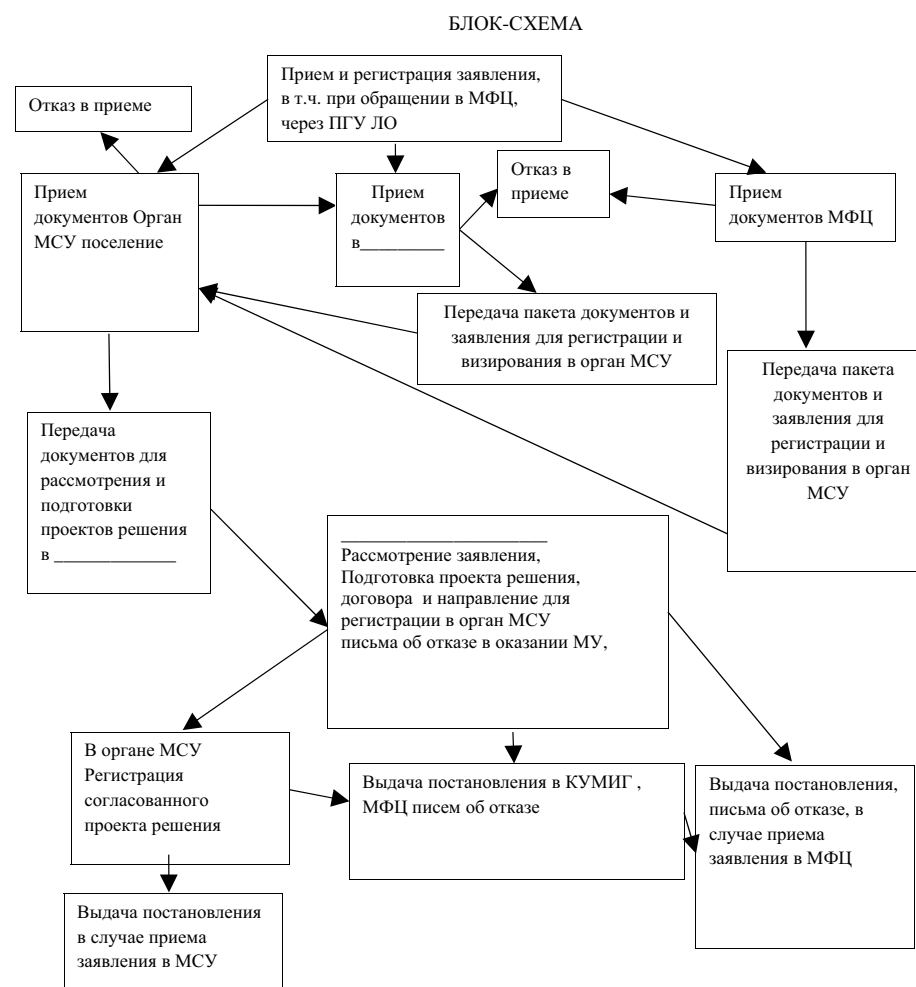 БЛОК-СХЕМА
Прием и регистрация заявления,
в т.ч. при обращении в МФЦ,
через ПГУ ЛО
Отказ в приеме
Прием
документов Орган
МСУ поселение
Прием
документов
в__________
Отказ в
приеме
Прием
документов МФЦ
Передача пакета документов и
заявления для регистрации и
визирования в орган МСУ
Передача пакета
документов и
заявления для
регистрации и
визирования в орган
МСУ
Передача
документов для
рассмотрения и
подготовки
проектов решения
в _____________
______________________
Рассмотрение заявления,
Подготовка проекта решения,
договора  и направление для
регистрации в орган МСУ
письма об отказе в оказании МУ,
В органе МСУ
Регистрация
согласованного
проекта решения
Выдача постановления в КУМИГ ,
МФЦ писем об отказе
Выдача постановления,
письма об отказе, в
случае приема
заявления в МФЦ
Выдача постановления
в случае приема
заявления в МСУ